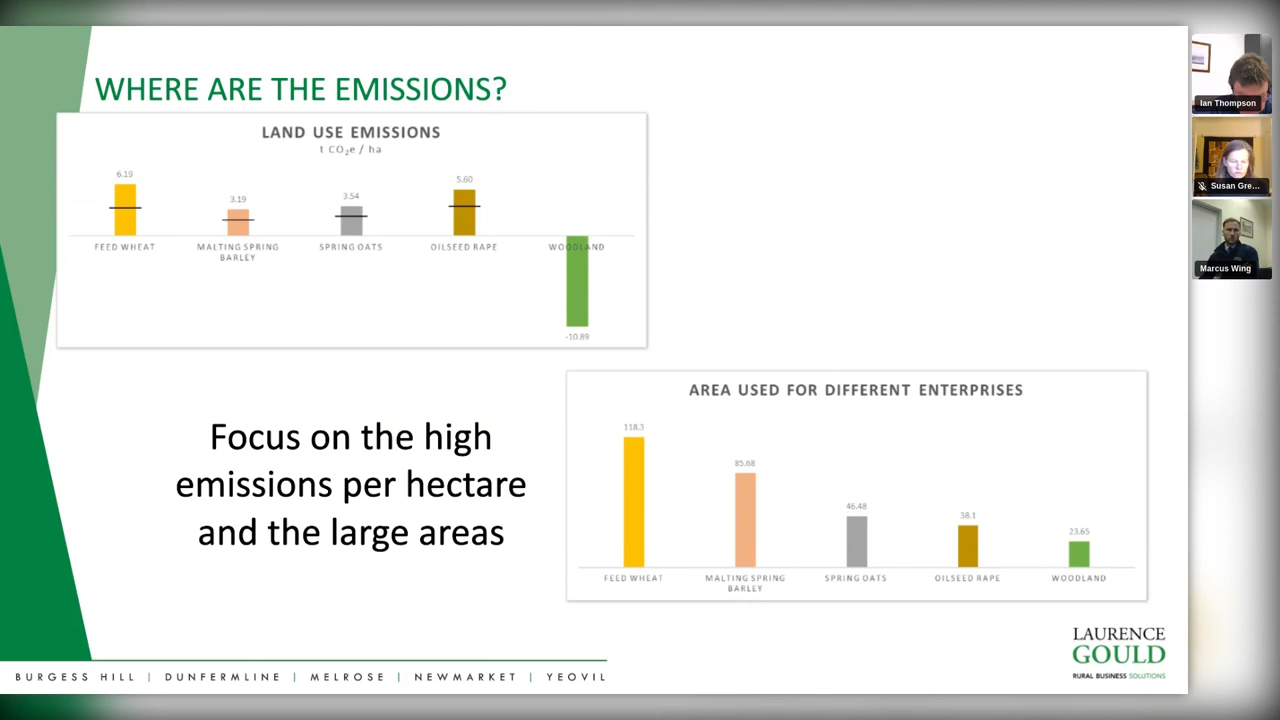 WHERE ARE THE EMISSIONS?
LAND USE EMISSIONS
t CO₂e / ha
6.19
3.19
3.54
5.60
FEED WHEAT
MALTING SPRING
BARLEY
SPRING OATS
OILSEED RAPE
WOODLAND
-10.89
Focus on the high
emissions per hectare
and the large areas
AREA USED FOR DIFFERENT ENTERPRISES
118.3
85.68
46.48
38.1
23.65
FEED WHEAT
MALTING SPRING
BARLEY
SPRING OATS
OILSEED RAPE
WOODLAND
LAURENCE
GOULD
RURAL BUSINESS SOLUTIONS
BURGESS HILL | DUNFERMLINE | MELROSE | NEWMARKET | YEOVIL
Ian Thompson
Susan Gre...
Marcus Wing